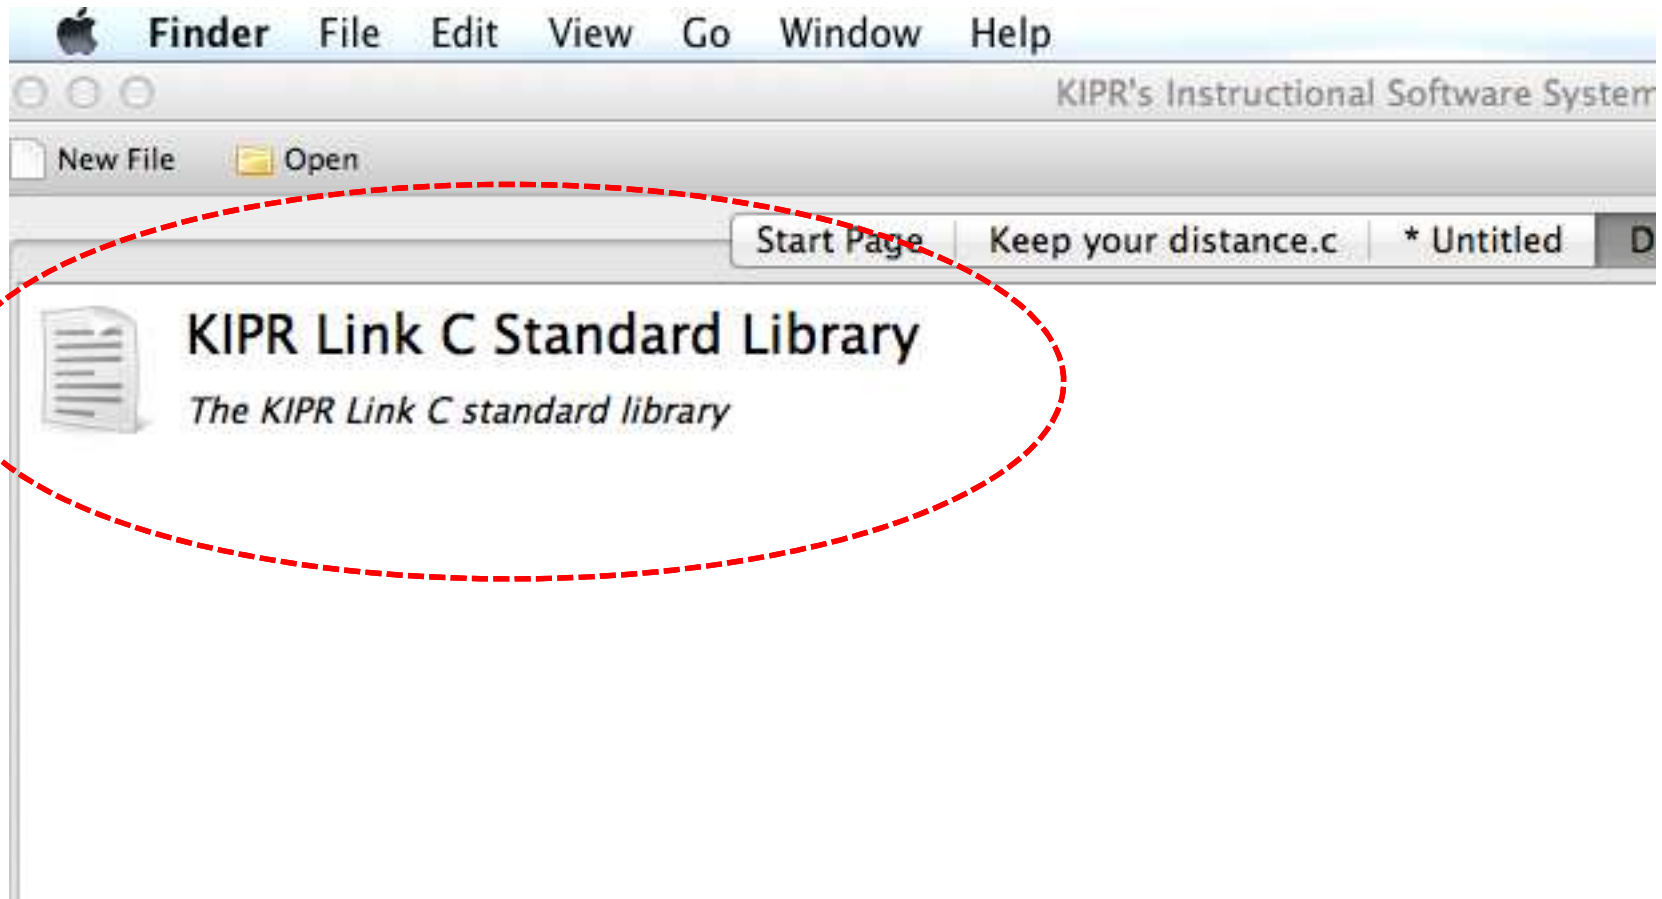 Finder File Edit View Go Window Help
KIPR's Instructional Software System
New File Open
Start Page Keep your distance.c * Untitled D
KIPR Link C Standard Library
The KIPR Link C standard library